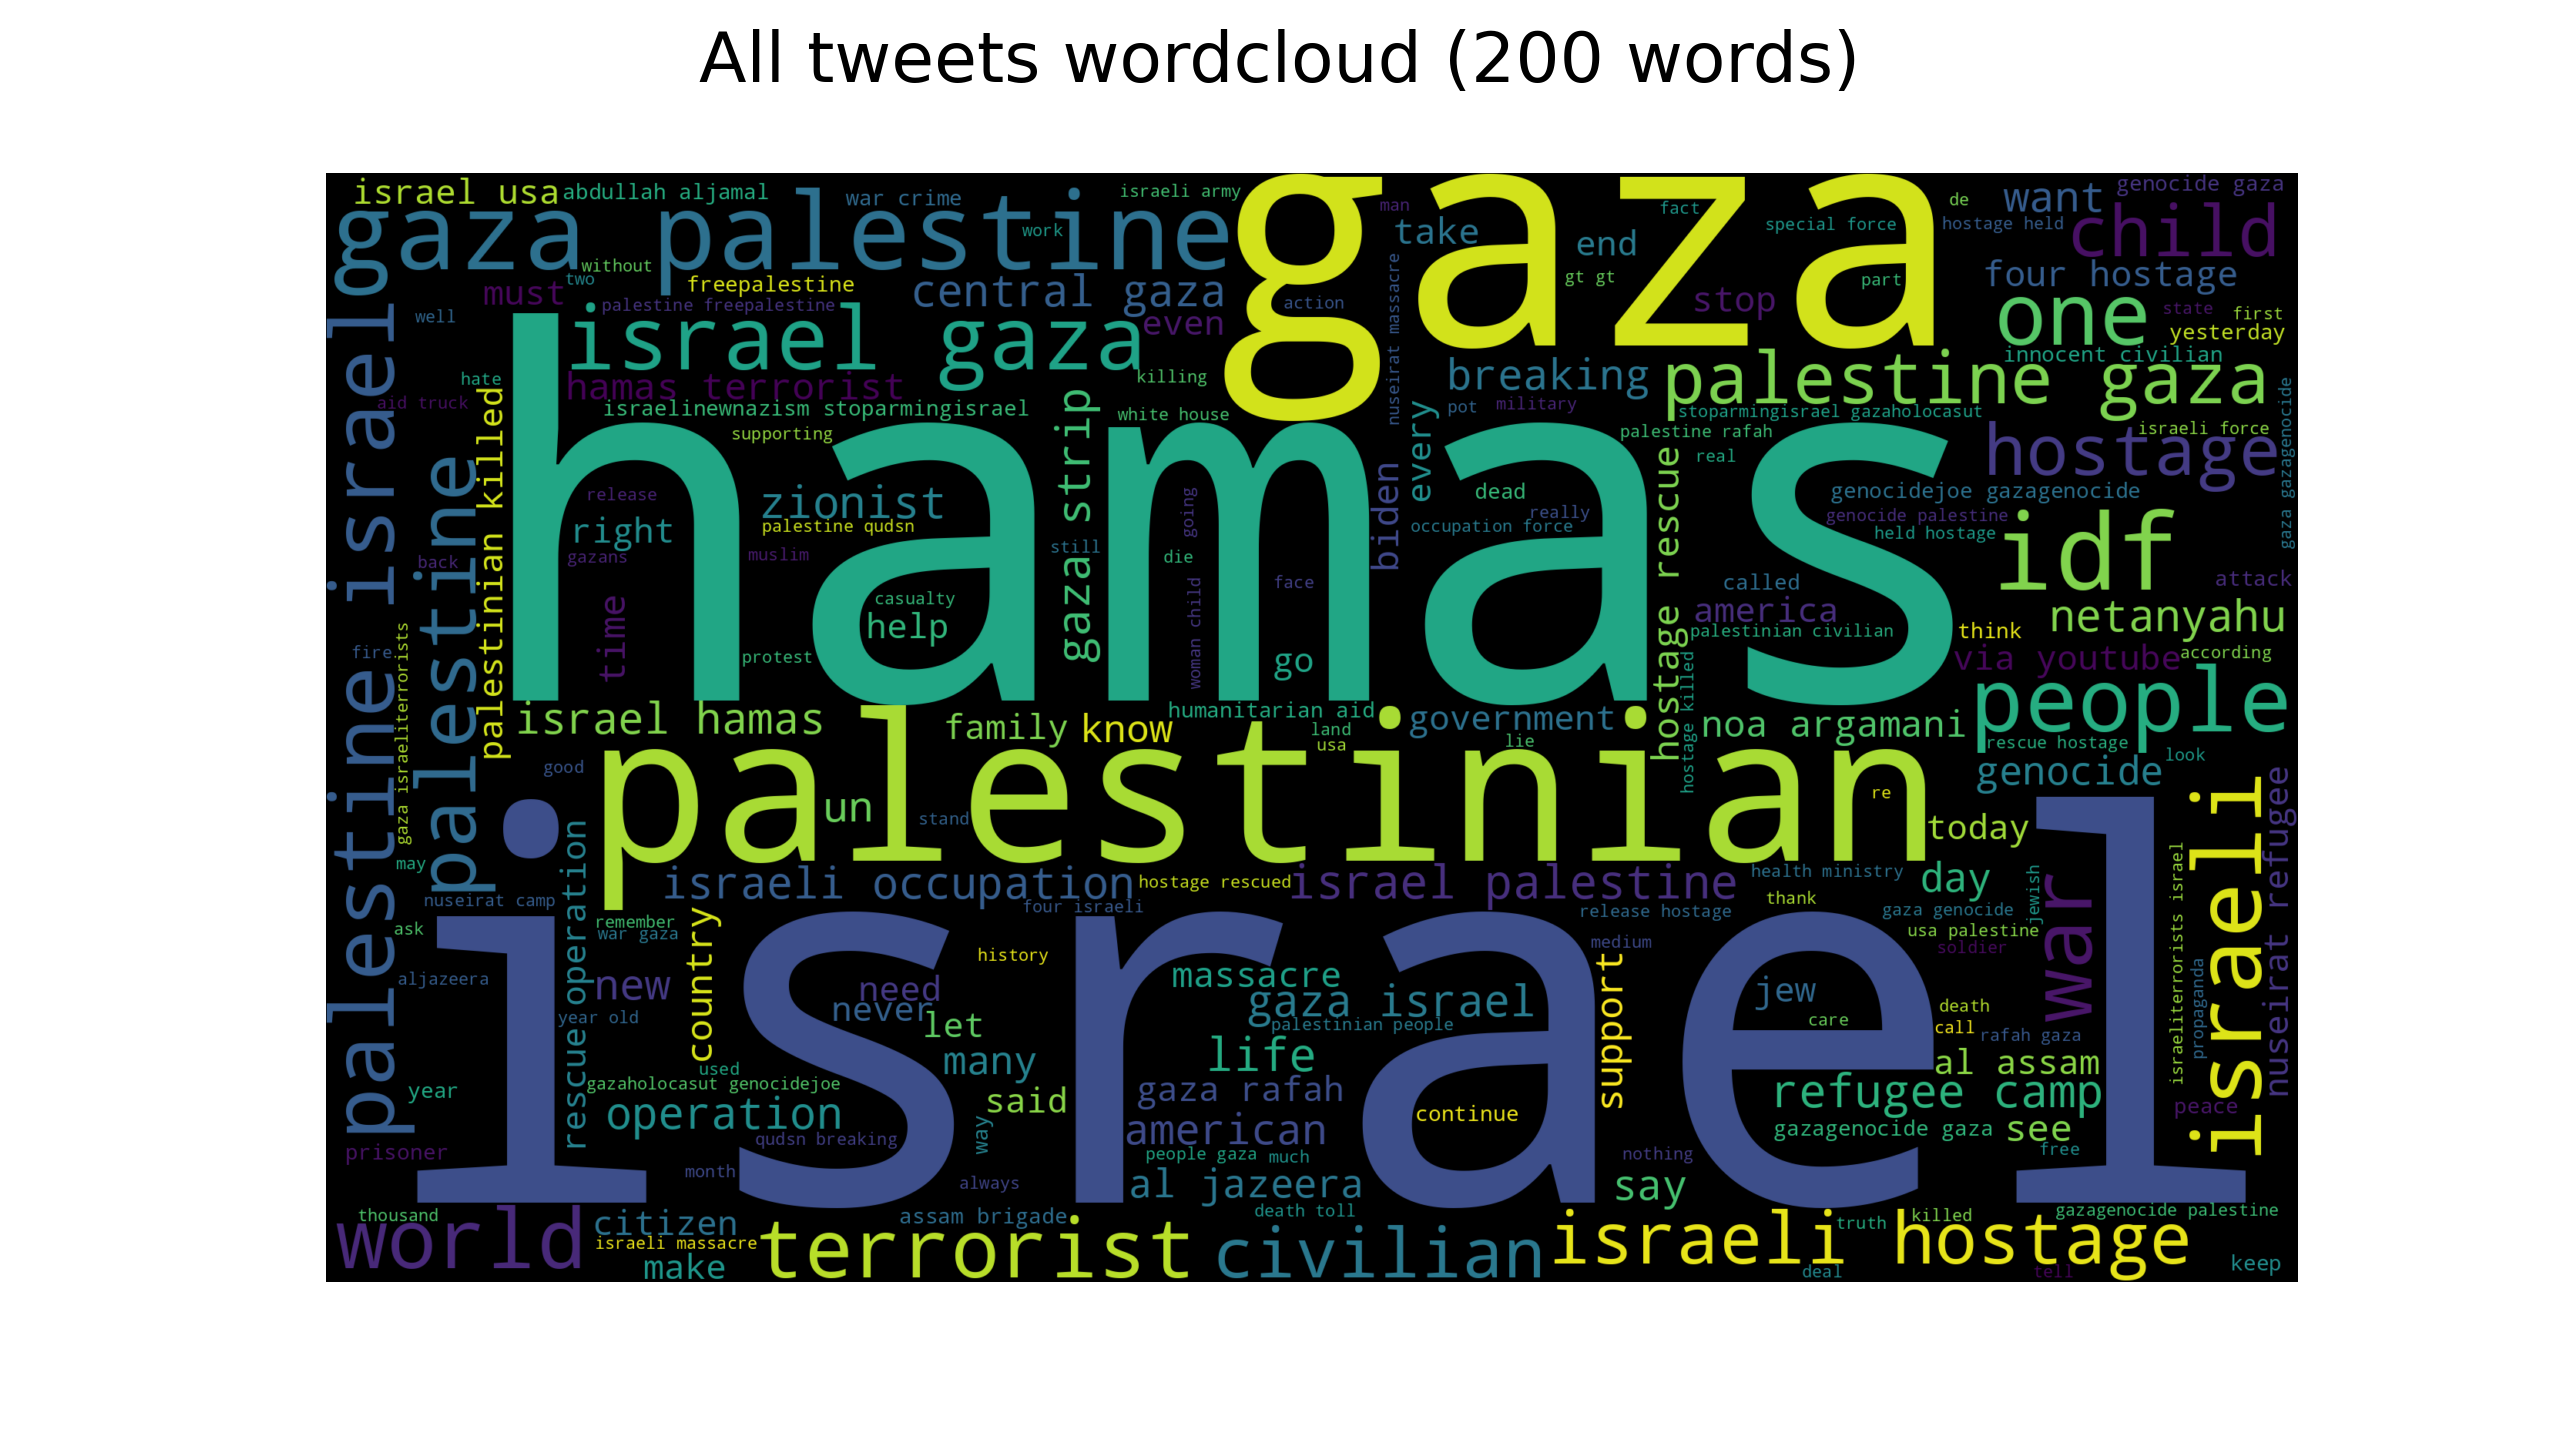 All tweets wordcloud (200 words)
israel usa
abdullah aljamal
war crime
israeli army
gaza
man
fact
de
want
genocide gaza
gaza palestine
work
take
end
special force
hostage held
child
without
two
freepalestine
central gaza
gt gt
four hostage
must
palestine freepalestine
action
stop
part
one
state
first
well
israel gaza
even
nuseirat massacre
yesterday
innocent civilian
hate
hamas terrorist
killing
breaking
palestine gaza
aid truck
israelinewnazism stoparmingisrael
white house
pot
military
stoparmingisrael gazaholocasut
supporting
every
palestine rafah
israeli force
hostage
gaza gazagenocide
hamas
palestine israel
palestine
palestinian killed
gaza strip
biden
hostage rescue
real
release
zionist
dead
genocidejoe gazagenocide
right
palestine qudsn
going
occupation force
really
genocide palestine
held hostage
idf
back
gazans
muslim
still
die
face
called
attack
time
casualty
help
woman child
america
netanyahu
palestinian civilian
think
fire
gaza israeliterrorists
protest
go
via youtube
according
hostage killed
people
israel hamas
family
know
humanitarian aid
land
usa
government
lie
noa argamani
rescue hostage
look
palestinian
good
genocide
un
stand
re
today
israeli
nuseirat refugee
may
rescue operation
israeli occupation
hostage rescued
israel palestine
health ministry
day
nuseirat camp
four israeli
thank
release hostage
gaza genocide
jewish
war
ask
remember
war gaza
country
usa palestine
soldier
israeliterrorists israel
propaganda
israel
history
medium
support
aljazeera
new
need
never
massacre
gaza israel
jew
death
year old
let
palestinian people
care
call
rafah gaza
many
life
al assam
used
year
gazaholocasut genocidejoe
said
gaza rafah
refugee camp
peace
operation
way
american
continue
gazagenocide gaza
see
free
qudsn breaking
prisoner
people gaza
much
nothing
month
always
al jazeera
say
thousand
world
citizen
assam brigade
death toll
truth
killed
gazagenocide palestine
israeli massacre
make
terrorist
civilian
israeli hostage
deal
tell
keep